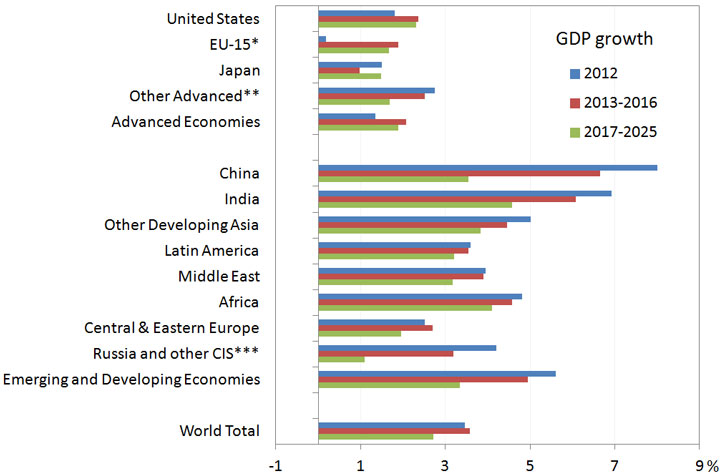 GDP growth
2012
2013-2016
2017-2025
United States
EU-15*
Japan
Other Advanced**
Advanced Economies
China
India
Other Developing Asia
Latin America
Middle East
Africa
Central & Eastern Europe
Russia and other CIS***
Emerging and Developing Economies
World Total
-1 1 3 5 7 9 %